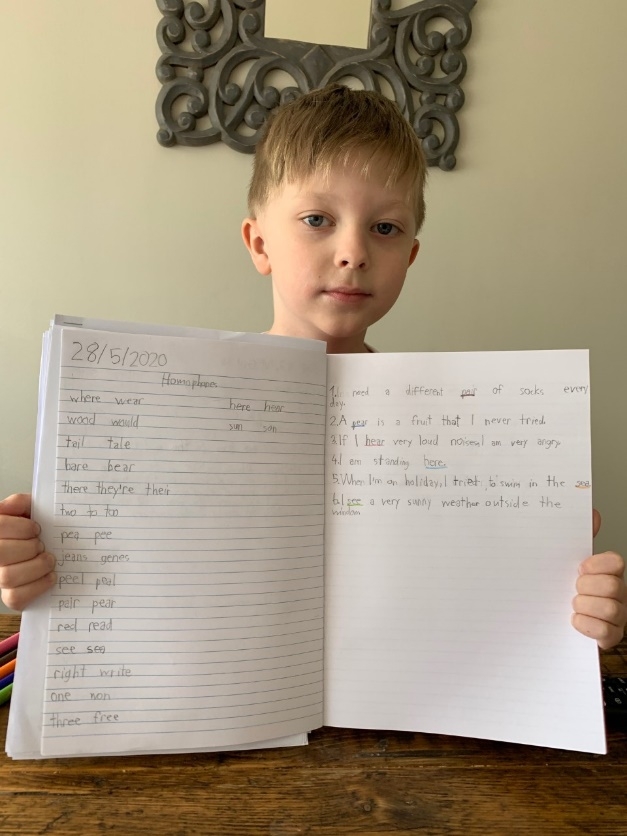 28/5/2020
Homophones
where wear
here hear
wood would
sun son
tail tale
bare bear
there they're their
two to too
pea pee
jeans genes
peel peal
pair pear
red read
see sea
right write
one won
three free
1.I need a different pair of socks every
day.
2.A pear is a fruit that I never tried.
3.If I hear very loud noises,I am very angry.
4.I am standing here.
5.When I'm on holiday,I tried to swim in the sea
to see a very sunny weather outside the
window